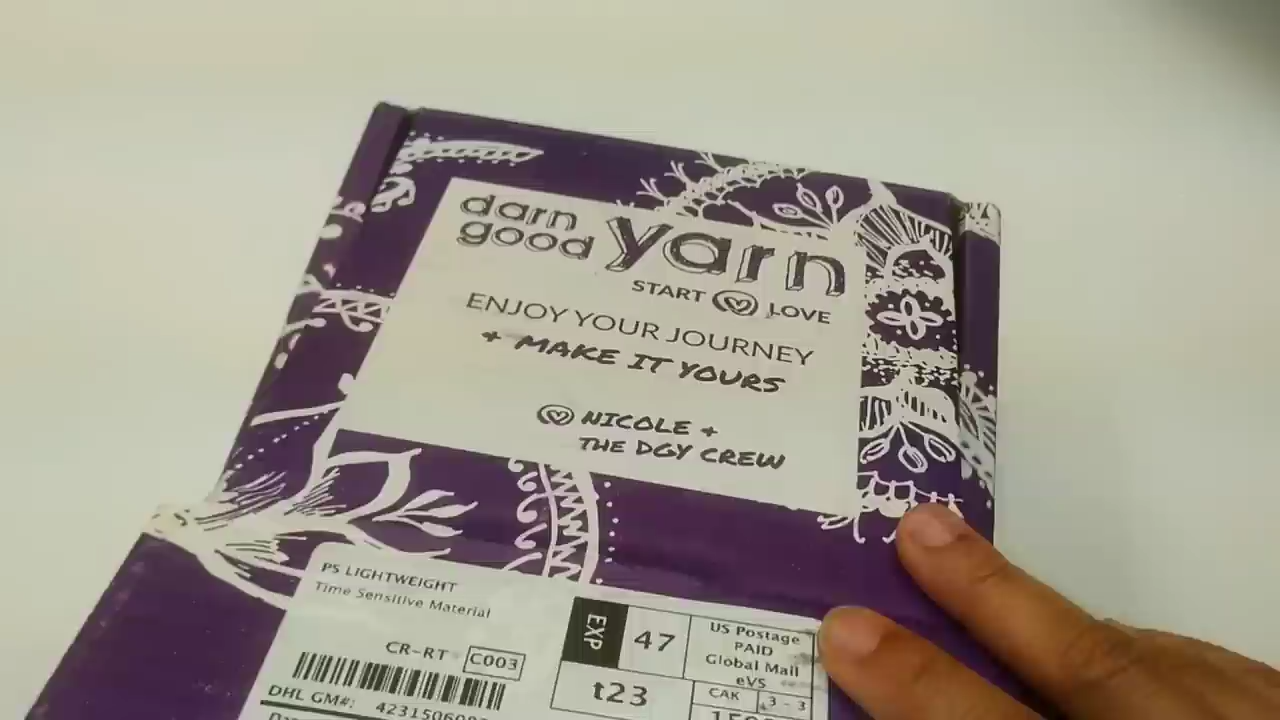 darn
good yarn
START LOVE
ENJOY YOUR JOURNEY
+ MAKE IT YOURS
NICOLE +
THE DGY CREW
PS LIGHTWEIGHT
Time Sensitive Material
CR-RT C003
EXP 47
t23
US Postage
PAID
Global Mail
eVS
CAK 3 - 3
DHL GM#: